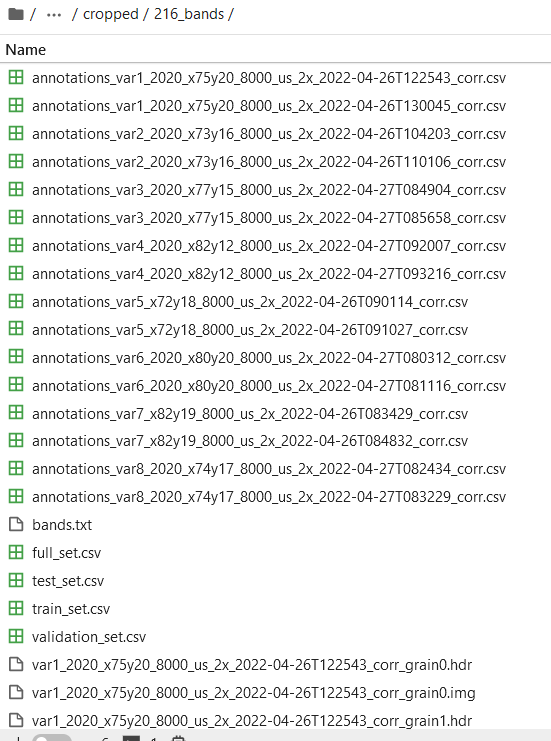 / ··· / cropped / 216_bands /
Name
annotations_var1_2020_x75y20_8000_us_2x_2022-04-26T122543_corr.csv
annotations_var1_2020_x75y20_8000_us_2x_2022-04-26T130045_corr.csv
annotations_var2_2020_x73y16_8000_us_2x_2022-04-26T104203_corr.csv
annotations_var2_2020_x73y16_8000_us_2x_2022-04-26T110106_corr.csv
annotations_var3_2020_x77y15_8000_us_2x_2022-04-27T084904_corr.csv
annotations_var3_2020_x77y15_8000_us_2x_2022-04-27T085658_corr.csv
annotations_var4_2020_x82y12_8000_us_2x_2022-04-27T092007_corr.csv
annotations_var4_2020_x82y12_8000_us_2x_2022-04-27T093216_corr.csv
annotations_var5_x72y18_8000_us_2x_2022-04-26T090114_corr.csv
annotations_var5_x72y18_8000_us_2x_2022-04-26T091027_corr.csv
annotations_var6_2020_x80y20_8000_us_2x_2022-04-27T080312_corr.csv
annotations_var6_2020_x80y20_8000_us_2x_2022-04-27T081116_corr.csv
annotations_var7_x82y19_8000_us_2x_2022-04-26T083429_corr.csv
annotations_var7_x82y19_8000_us_2x_2022-04-26T084832_corr.csv
annotations_var8_2020_x74y17_8000_us_2x_2022-04-27T082434_corr.csv
annotations_var8_2020_x74y17_8000_us_2x_2022-04-27T083229_corr.csv
bands.txt
full_set.csv
test_set.csv
train_set.csv
validation_set.csv
var1_2020_x75y20_8000_us_2x_2022-04-26T122543_corr_grain0.hdr
var1_2020_x75y20_8000_us_2x_2022-04-26T122543_corr_grain0.img
var1_2020_x75y20_8000_us_2x_2022-04-26T122543_corr_grain1.hdr